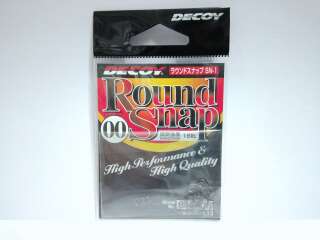 DECOY
ラウンドスナップ SN-1
DECOY
Round
00 Snap
High Performance &
High Quality